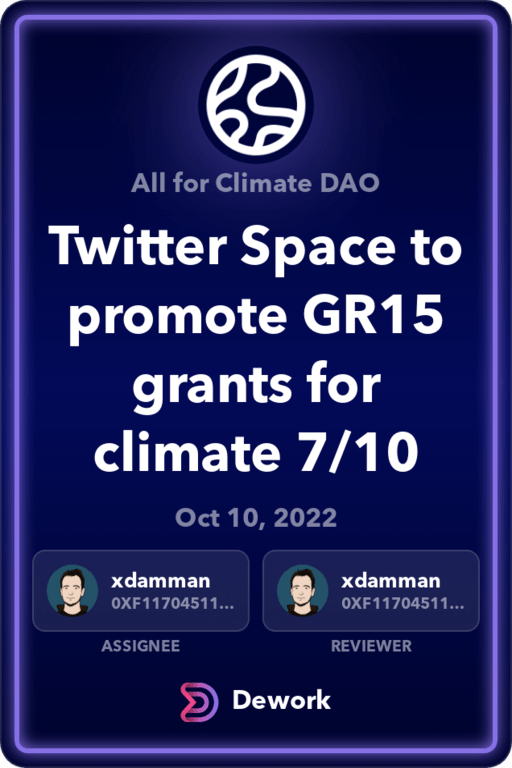 All for Climate DAO
Twitter Space to
promote GR15
grants for
climate 7/10
Oct 10, 2022
xdamman
0XF11704511...
ASSIGNEE
xdamman
0XF11704511...
REVIEWER
Dework